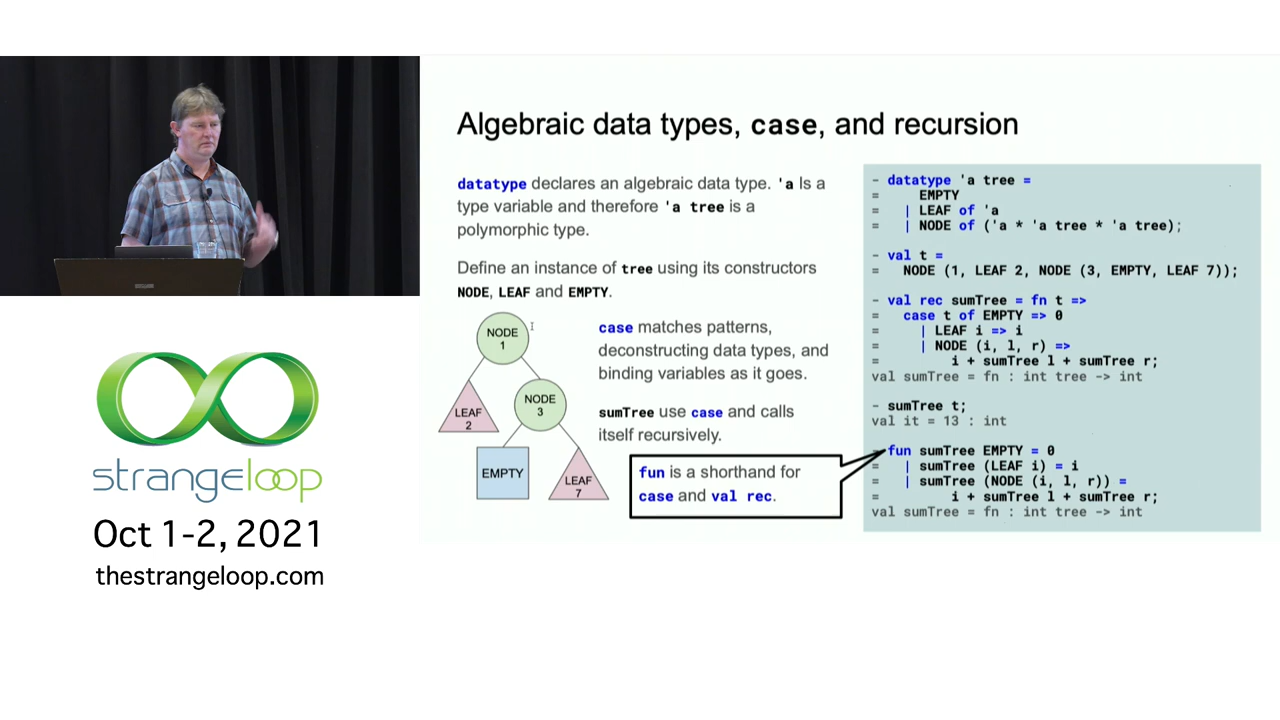 Algebraic data types, case, and recursion
datatype declares an algebraic data type. 'a Is a
type variable and therefore 'a tree is a
polymorphic type.
Define an instance of tree using its constructors
NODE, LEAF and EMPTY.
NODE
1
LEAF
2
NODE
3
EMPTY
LEAF
7
case matches patterns,
deconstructing data types, and
binding variables as it goes.
sumTree use case and calls
itself recursively.
fun is a shorthand for
case and val rec.
- datatype 'a tree =
=     EMPTY
=   | LEAF of 'a
=   | NODE of ('a * 'a tree * 'a tree);
- val t =
=   NODE (1, LEAF 2, NODE (3, EMPTY, LEAF 7));
- val rec sumTree = fn t =>
=   case t of EMPTY => 0
=     | LEAF i => i
=     | NODE (i, l, r) =>
=         i + sumTree l + sumTree r;
val sumTree = fn : int tree -> int
- sumTree t;
val it = 13 : int
- fun sumTree EMPTY = 0
=   | sumTree (LEAF i) = i
=   | sumTree (NODE (i, l, r)) =
=         i + sumTree l + sumTree r;
val sumTree = fn : int tree -> int
strangeloop
Oct 1-2, 2021
thestrangeloop.com